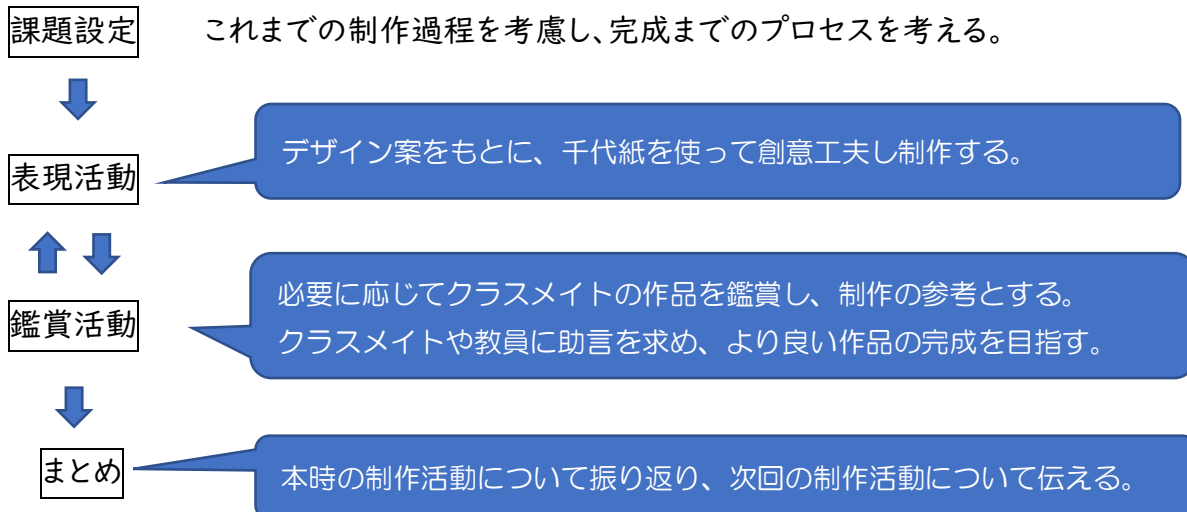 課題設定 これまでの制作過程を考慮し、完成までのプロセスを考える。
デザイン案をもとに、千代紙を使って創意工夫し制作する。
表現活動
必要に応じてクラスメイトの作品を鑑賞し、制作の参考とする。
鑑賞活動
クラスメイトや教員に助言を求め、より良い作品の完成を目指す。
まとめ
本時の制作活動について振り返り、次回の制作活動について伝える。